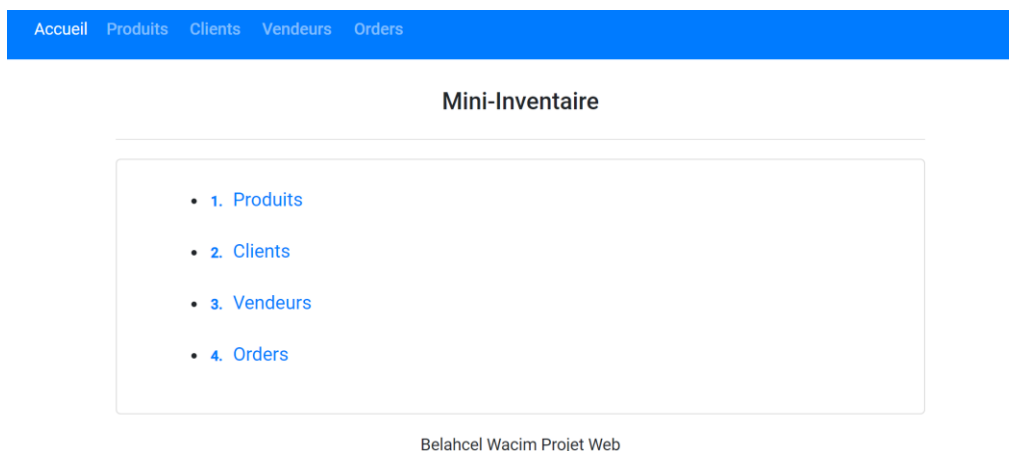 Accueil Produits Clients Vendeurs Orders
Mini-Inventaire
1. Produits
2. Clients
3. Vendeurs
4. Orders
Belahcel Wacim Projet Web